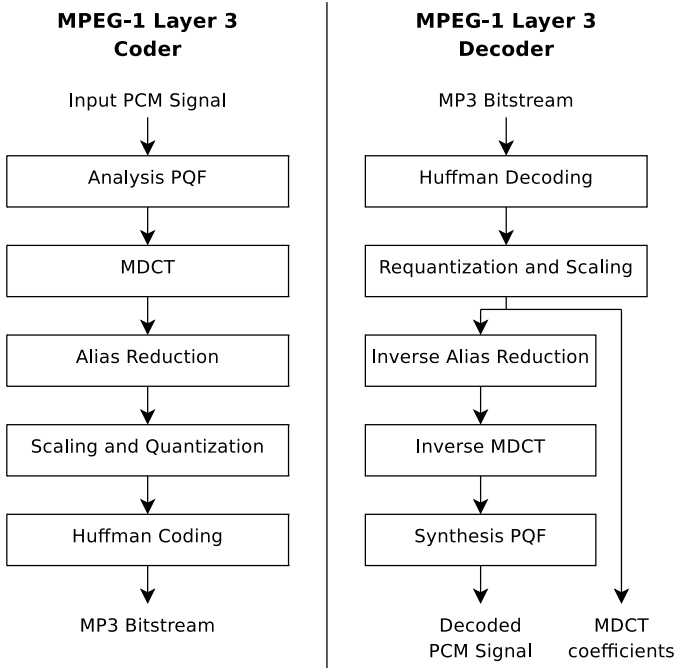 MPEG-1 Layer 3
Coder
Input PCM Signal
Analysis PQF
MDCT
Alias Reduction
Scaling and Quantization
Huffman Coding
MP3 Bitstream
MPEG-1 Layer 3
Decoder
MP3 Bitstream
Huffman Decoding
Requantization and Scaling
Inverse Alias Reduction
Inverse MDCT
Synthesis PQF
Decoded
PCM Signal
MDCT
coefficients